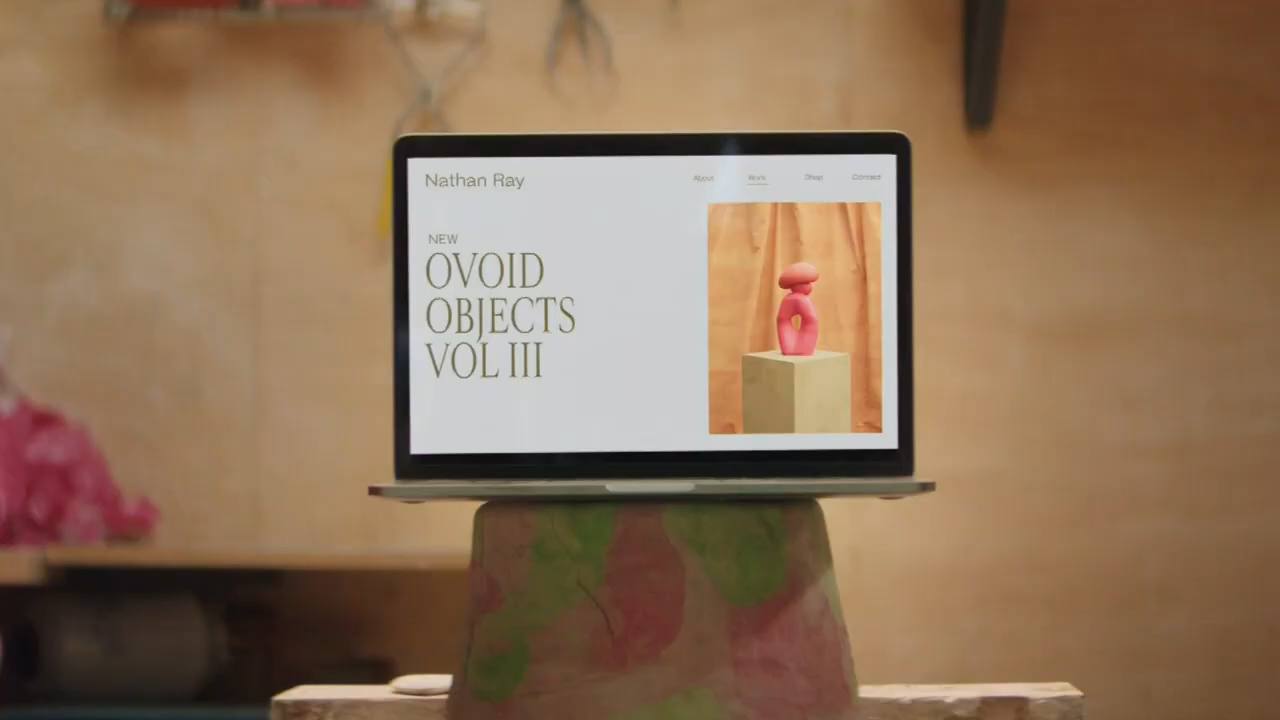 Nathan Ray
About Work Shop Contact
NEW
OVOID
OBJECTS
VOL III